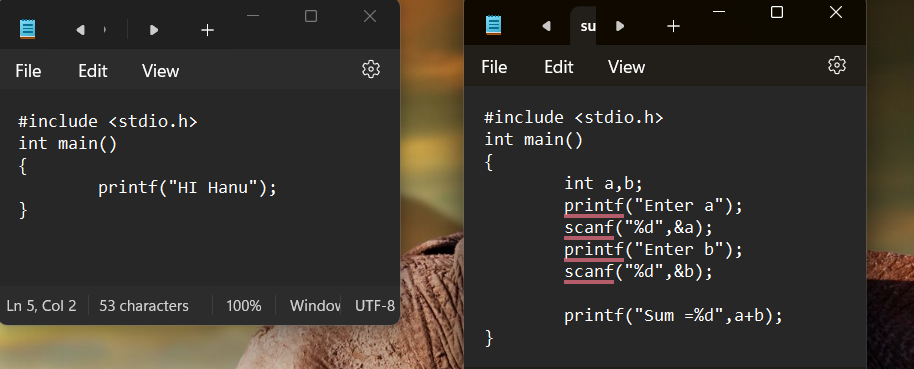 File Edit View
#include <stdio.h>
int main()
{
        printf("HI Hanu");
}
Ln 5, Col 2 53 characters 100% Window UTF-8
su
File Edit View
#include <stdio.h>
int main()
{
        int a,b;
        printf("Enter a");
        scanf("%d",&a);
        printf("Enter b");
        scanf("%d",&b);

        printf("Sum =%d",a+b);
}